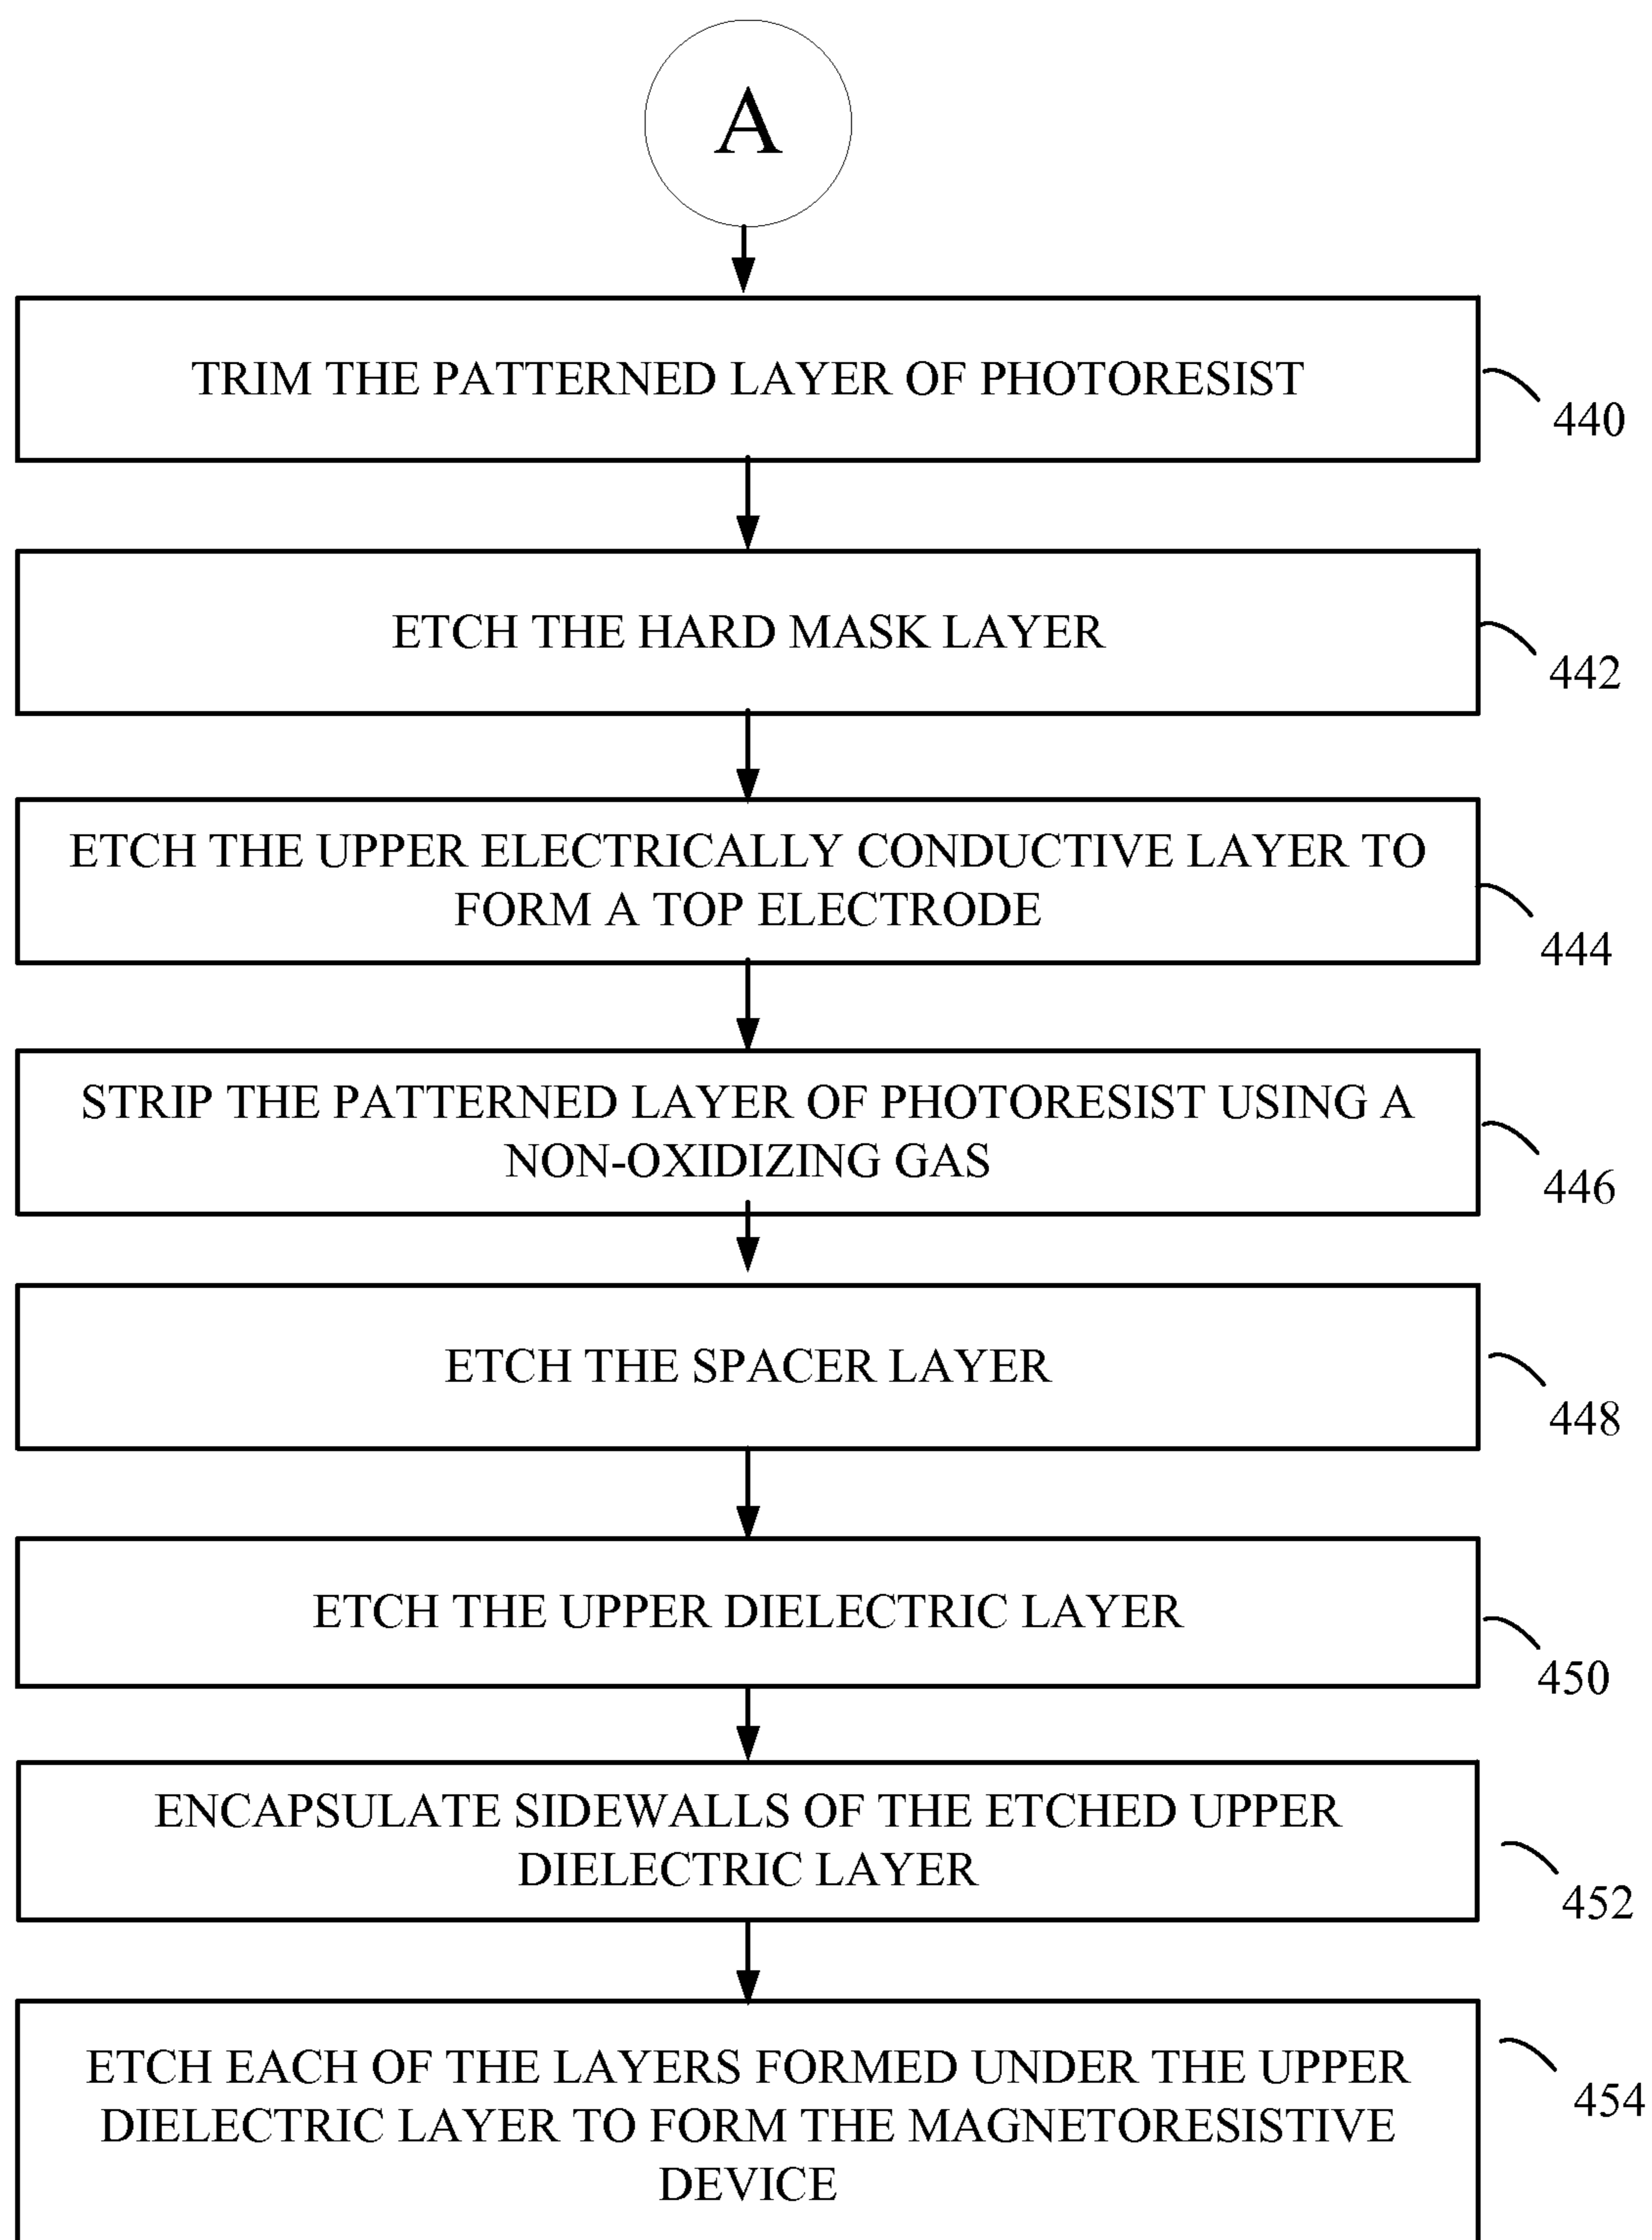 A
TRIM THE PATTERNED LAYER OF PHOTORESIST
440
ETCH THE HARD MASK LAYER
442
ETCH THE UPPER ELECTRICALLY CONDUCTIVE LAYER TO
FORM A TOP ELECTRODE
444
STRIP THE PATTERNED LAYER OF PHOTORESIST USING A
NON-OXIDIZING GAS
446
ETCH THE SPACER LAYER
448
ETCH THE UPPER DIELECTRIC LAYER
450
ENCAPSULATE SIDEWALLS OF THE ETCHED UPPER
DIELECTRIC LAYER
452
ETCH EACH OF THE LAYERS FORMED UNDER THE UPPER
DIELECTRIC LAYER TO FORM THE MAGNETORESISTIVE
DEVICE
454